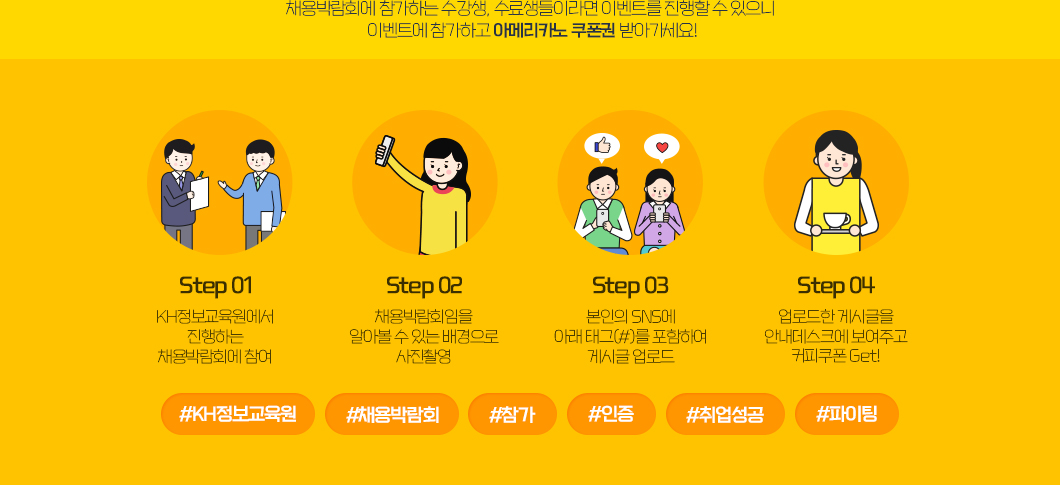 채용박람회에 참가하는 수강생, 수료생들이라면 이벤트를 진행할 수 있으니
이벤트에 참가하고 아메리카노 쿠폰권 받아가세요!
Step 01
KH정보교육원에서
진행하는
채용박람회에 참여
Step 02
채용박람회임을
알아볼 수 있는 배경으로
사진촬영
Step 03
본인의 SNS에
아래 태그(#)를 포함하여
게시글 업로드
Step 04
업로드한 게시글을
안내데스크에 보여주고
커피쿠폰 Get!
#KH정보교육원 #채용박람회 #참가 #인증 #취업성공 #파이팅